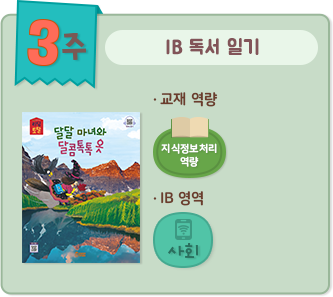 3주
IB 독서 일기
· 교재 역량
달달 마녀와
달콤톡톡 옷
지식정보처리
역량
· IB 영역
사회